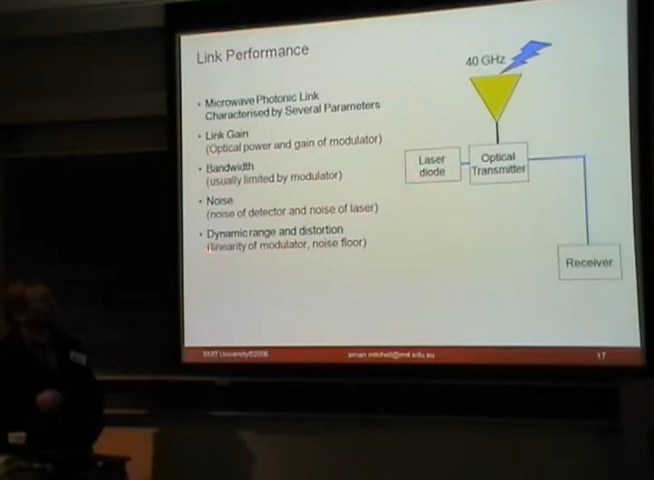 Link Performance
40 GHz
• Microwave Photonic Link
Characterised by Several Parameters
• Link Gain
(Optical power and gain of modulator)
• Bandwidth
(usually limited by modulator)
• Noise
(noise of detector and noise of laser)
• Dynamic range and distortion
(linearity of modulator, noise floor)
Laser
diode
Optical
Transmitter
Receiver
RMIT University©2006
17